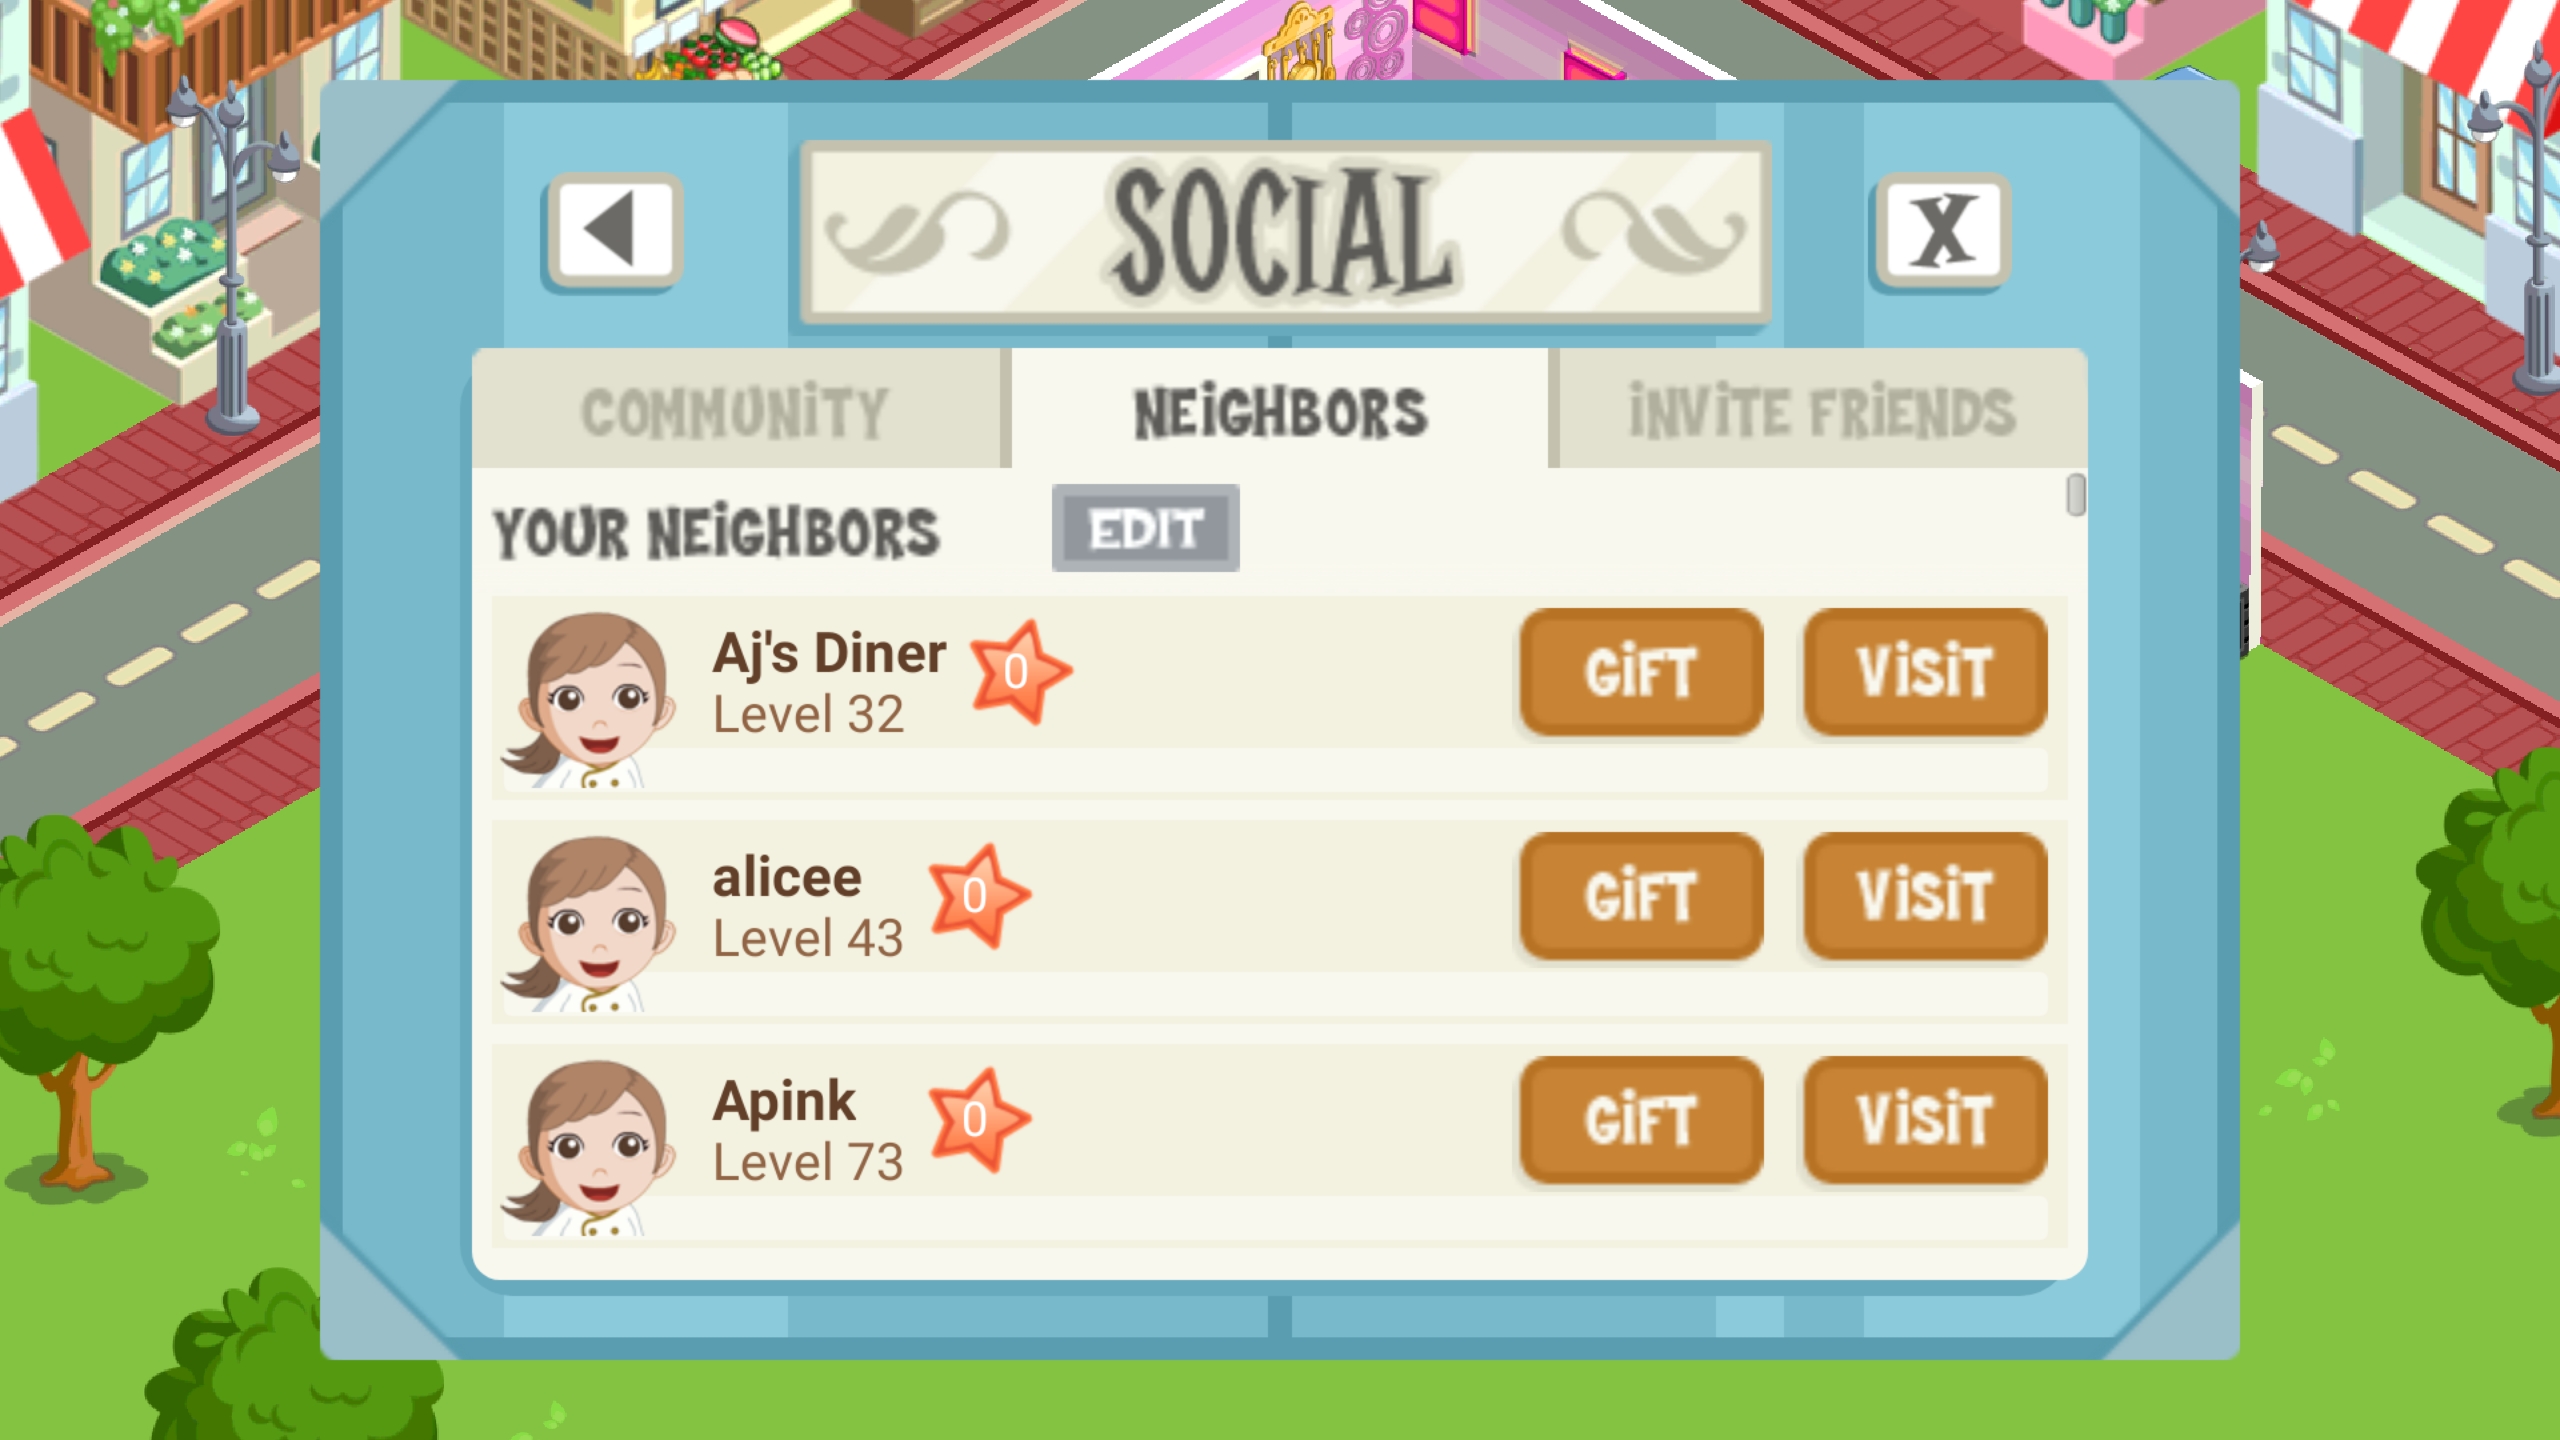 SOCIAL
X
COMMUNITY
NEIGHBORS
INVITE FRIENDS
YOUR NEIGHBORS
EDIT
Aj's Diner
0
Level 32
GIFT
VISIT
alicee
0
Level 43
GIFT
VISIT
Apink
0
Level 73
GIFT
VISIT